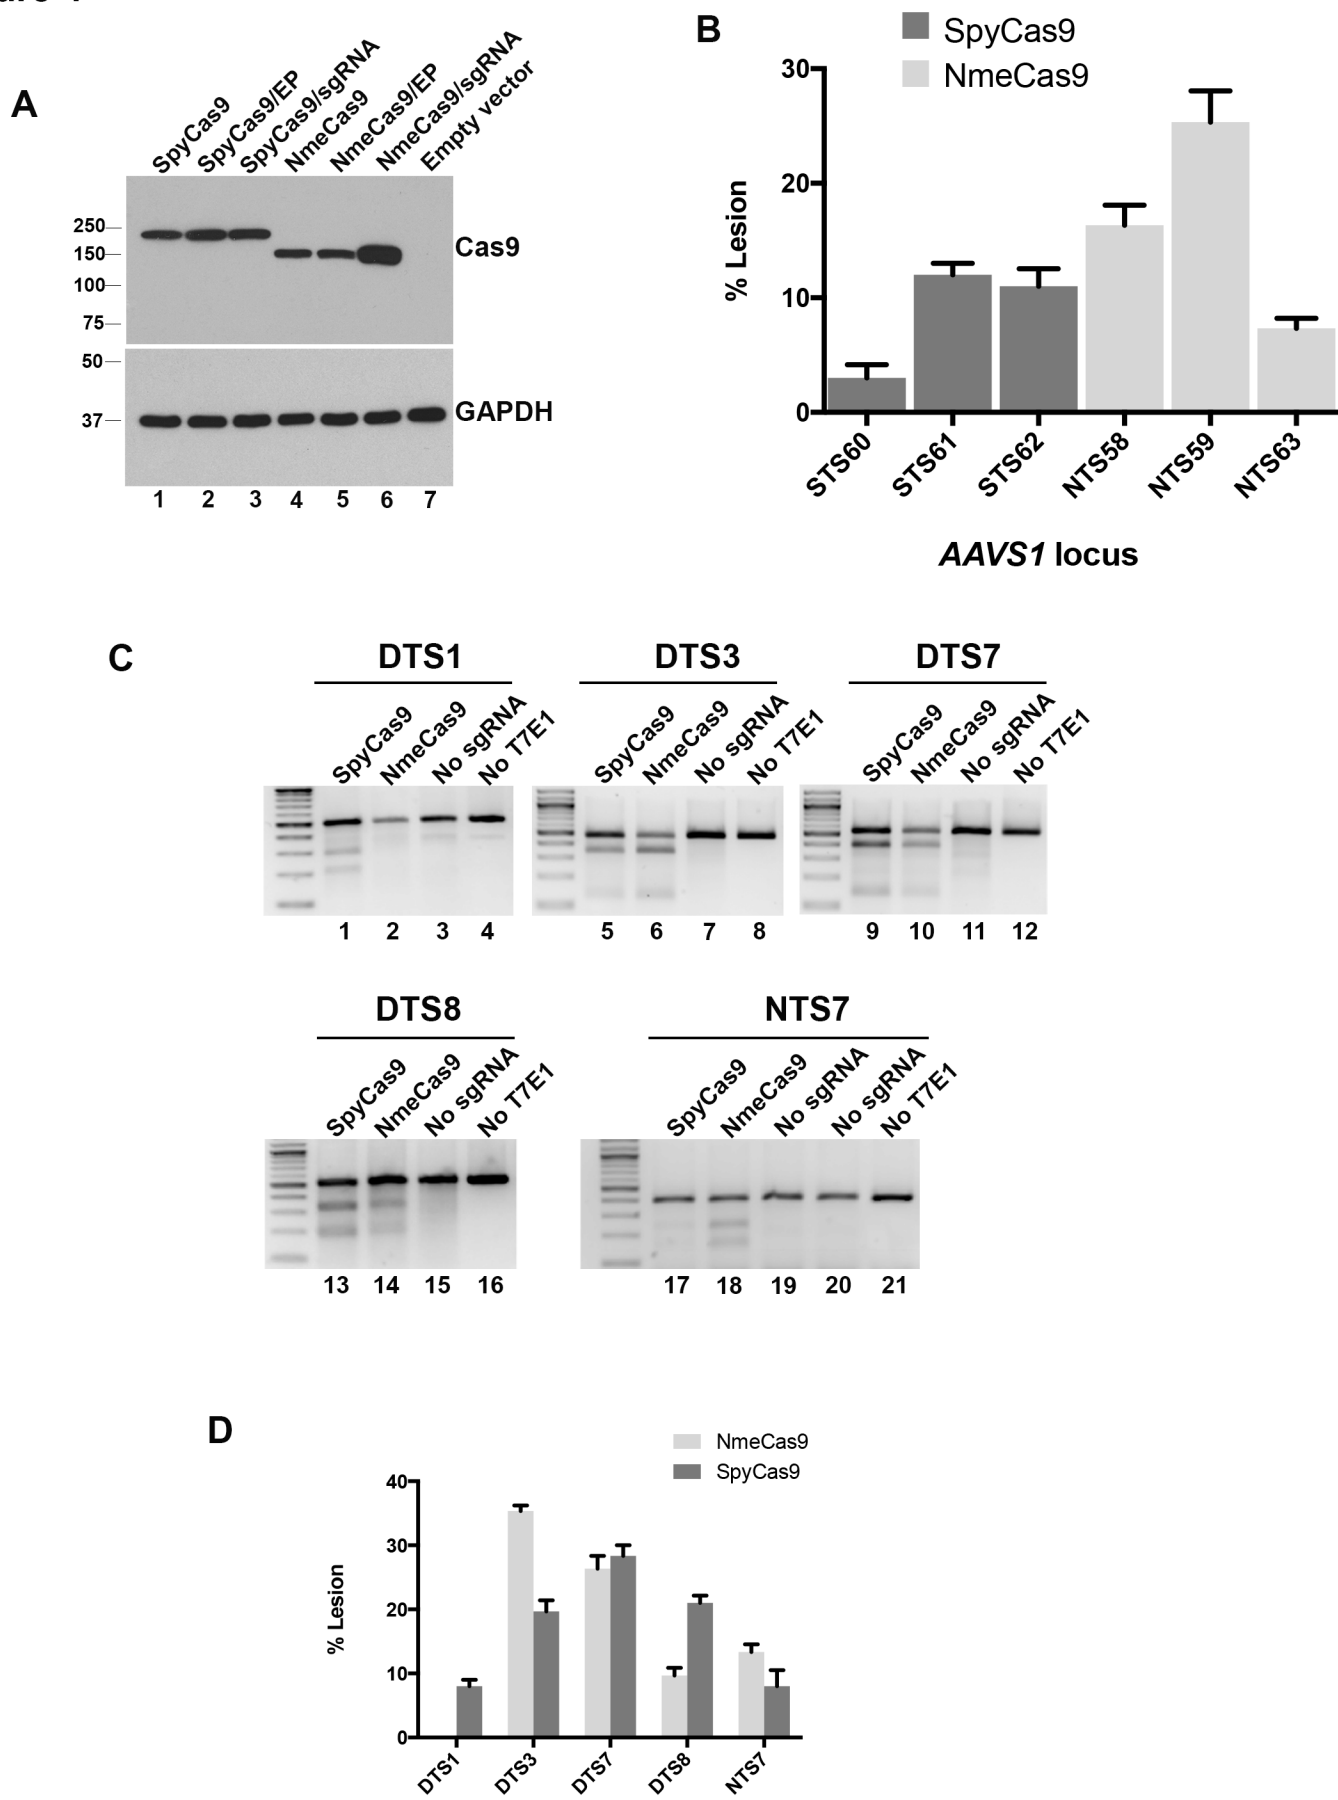 A
SpyCas9
SpyCas9/EP
SpyCas9/sgRNA
NmeCas9
NmeCas9/EP
NmeCas9/sgRNA
Empty vector
250
150
100
75
50
37
Cas9
GAPDH
1 2 3 4 5 6 7
B
SpyCas9
NmeCas9
% Lesion
30
20
10
0
STS60
STS61
STS62
NTS58
NTS59
NTS63
AAVS1 locus
C
DTS1
SpyCas9
NmeCas9
No sgRNA
No T7E1
1 2 3 4
DTS3
SpyCas9
NmeCas9
No sgRNA
No T7E1
5 6 7 8
DTS7
SpyCas9
NmeCas9
No sgRNA
No T7E1
9 10 11 12
DTS8
SpyCas9
NmeCas9
No sgRNA
No T7E1
13 14 15 16
NTS7
SpyCas9
NmeCas9
No sgRNA
No sgRNA
No T7E1
17 18 19 20 21
D
NmeCas9
SpyCas9
% Lesion
40
30
20
10
0
DTS1
DTS3
DTS7
DTS8
NTS7